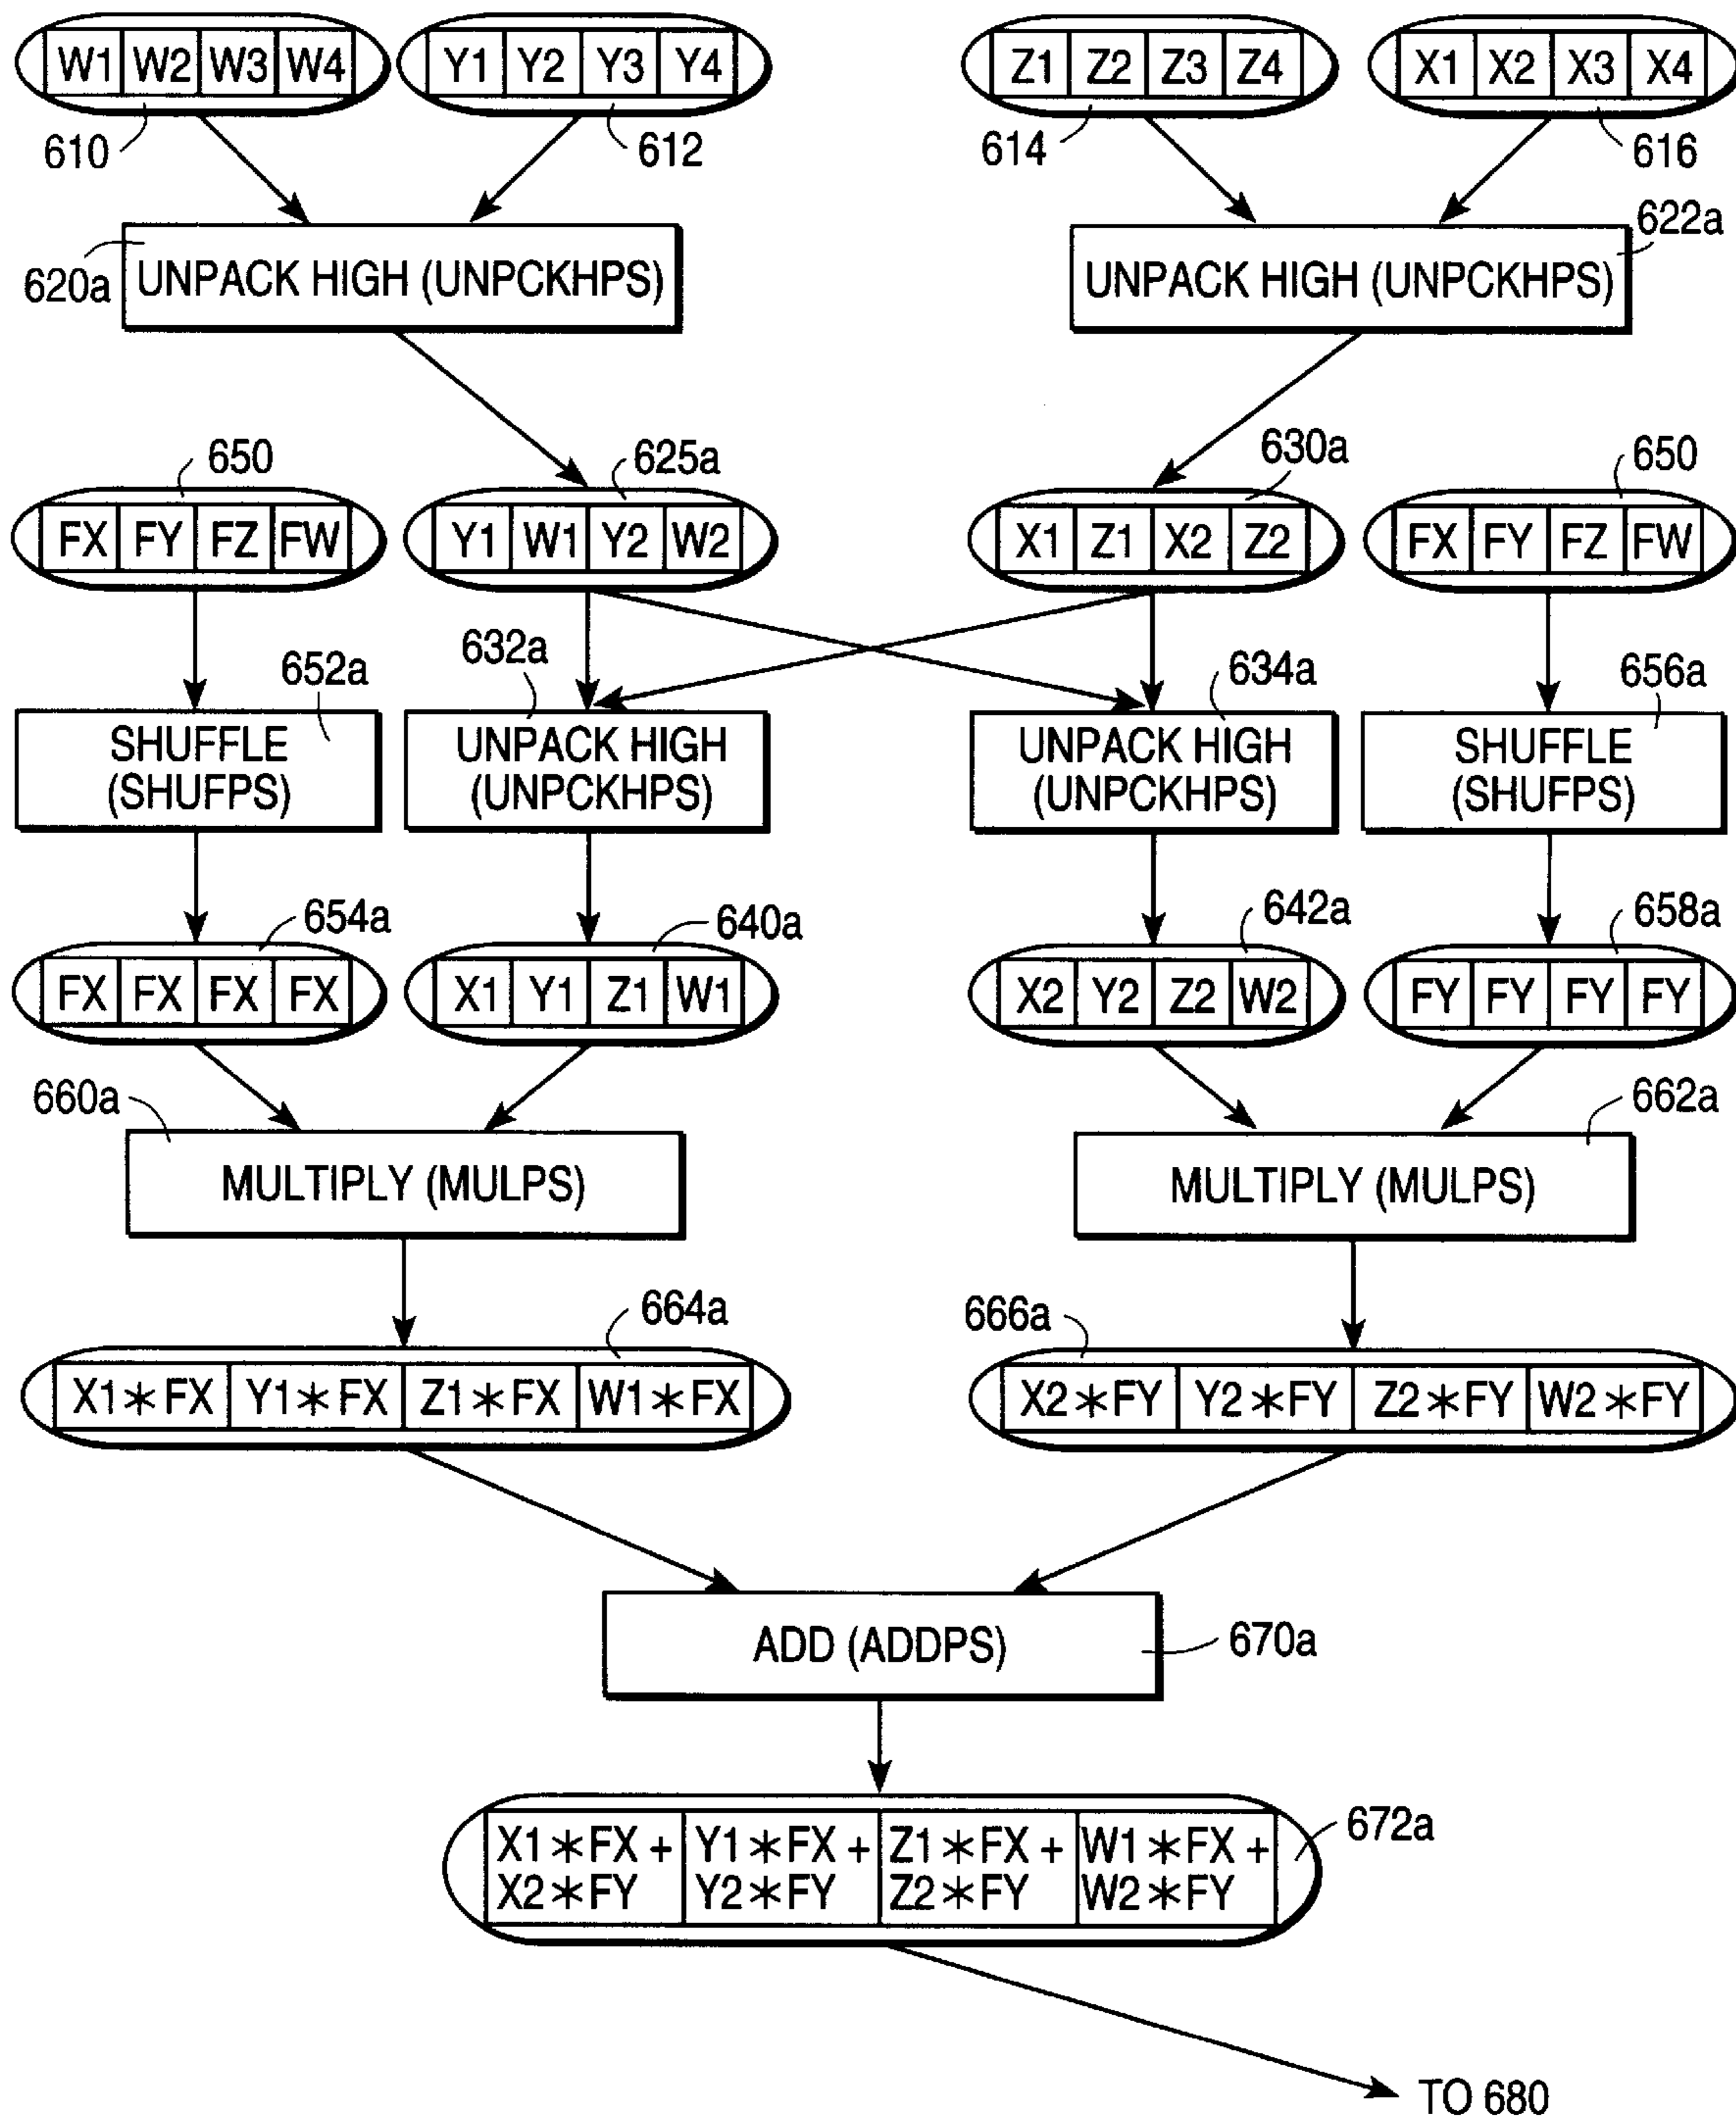 W1 W2 W3 W4
Y1 Y2 Y3 Y4
Z1 Z2 Z3 Z4
X1 X2 X3 X4
610
612
614
616
620a
UNPACK HIGH (UNPCKHPS)
622a
UNPACK HIGH (UNPCKHPS)
650
625a
630a
650
FX FY FZ FW
Y1 W1 Y2 W2
X1 Z1 X2 Z2
FX FY FZ FW
652a
632a
634a
656a
SHUFFLE
(SHUFPS)
UNPACK HIGH
(UNPCKHPS)
UNPACK HIGH
(UNPCKHPS)
SHUFFLE
(SHUFPS)
654a
640a
642a
658a
FX FX FX FX
X1 Y1 Z1 W1
X2 Y2 Z2 W2
FY FY FY FY
660a
662a
MULTIPLY (MULPS)
MULTIPLY (MULPS)
664a
666a
X1*FX Y1*FX Z1*FX W1*FX
X2*FY Y2*FY Z2*FY W2*FY
ADD (ADDPS)
670a
672a
X1*FX + Y1*FX + Z1*FX + W1*FX +
X2*FY Y2*FY Z2*FY W2*FY
TO 680